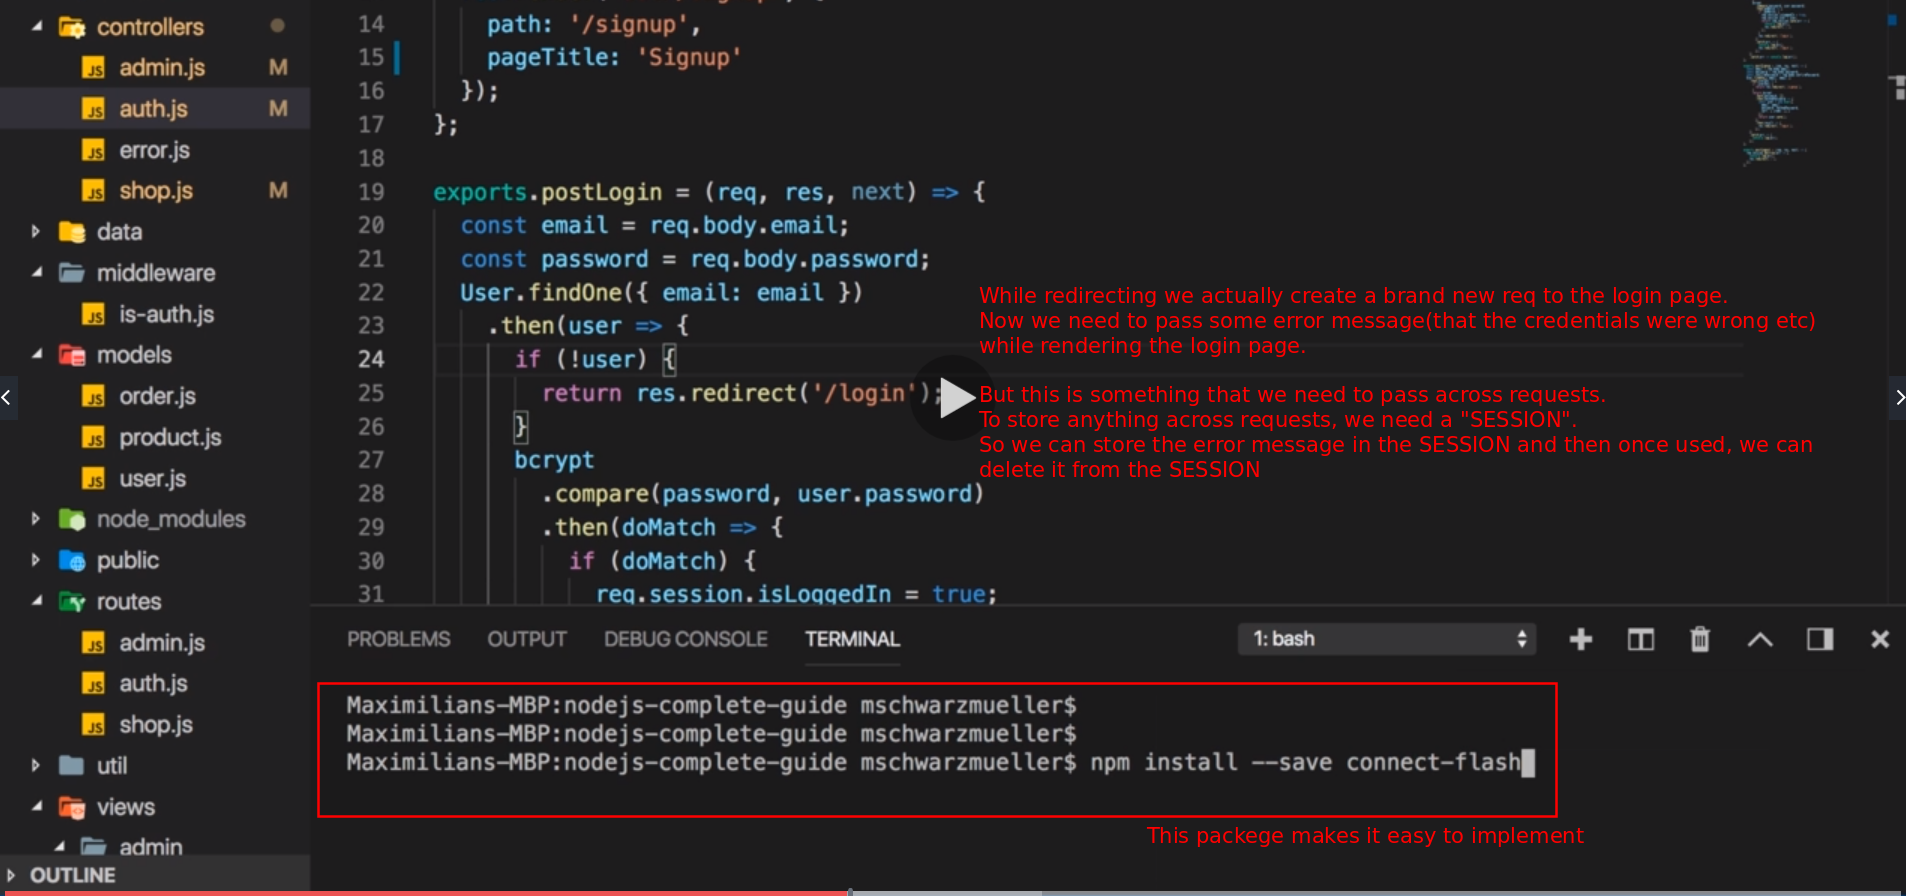 controllers
admin.js M
auth.js M
error.js
shop.js M
data
middleware
is-auth.js
models
order.js
product.js
user.js
node_modules
public
routes
admin.js
auth.js
shop.js
util
views
admin
OUTLINE
14 path: '/signup',
15 pageTitle: 'Signup'
16 });
17 };
18
19 exports.postLogin = (req, res, next) => {
20 const email = req.body.email;
21 const password = req.body.password;
22 User.findOne({ email: email })
23 .then(user => {
24 if (!user) {
25 return res.redirect('/login');
26 }
27 bcrypt
28 .compare(password, user.password)
29 .then(doMatch => {
30 if (doMatch) {
31 req.session.isLoggedIn = true;
While redirecting we actually create a brand new req to the login page.
Now we need to pass some error message(that the credentials were wrong etc)
while rendering the login page.
But this is something that we need to pass across requests.
To store anything across requests, we need a "SESSION".
So we can store the error message in the SESSION and then once used, we can
delete it from the SESSION
PROBLEMS OUTPUT DEBUG CONSOLE TERMINAL 1: bash
Maximilians-MBP:nodejs-complete-guide mschwarzmueller$
Maximilians-MBP:nodejs-complete-guide mschwarzmueller$
Maximilians-MBP:nodejs-complete-guide mschwarzmueller$ npm install --save connect-flash
This packege makes it easy to implement